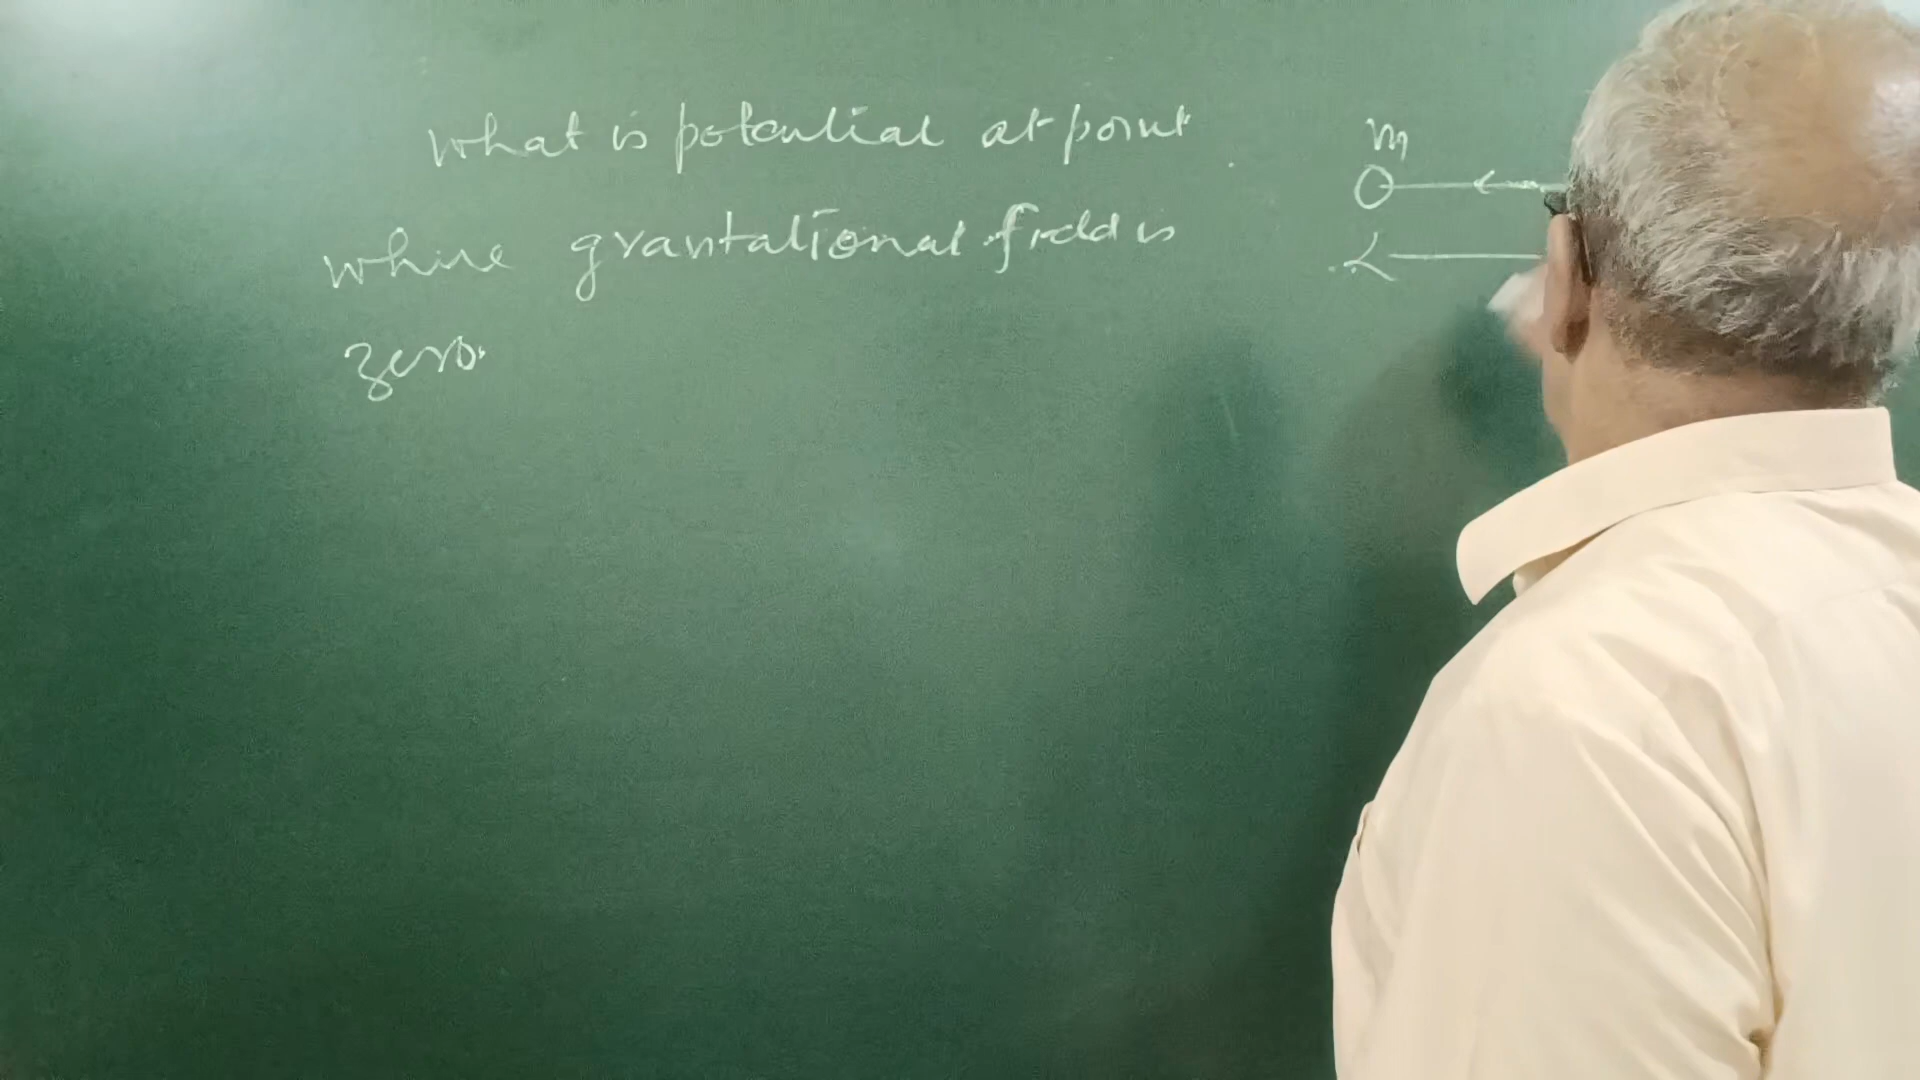 What is potential at point
where gravitational field is
zero.
m